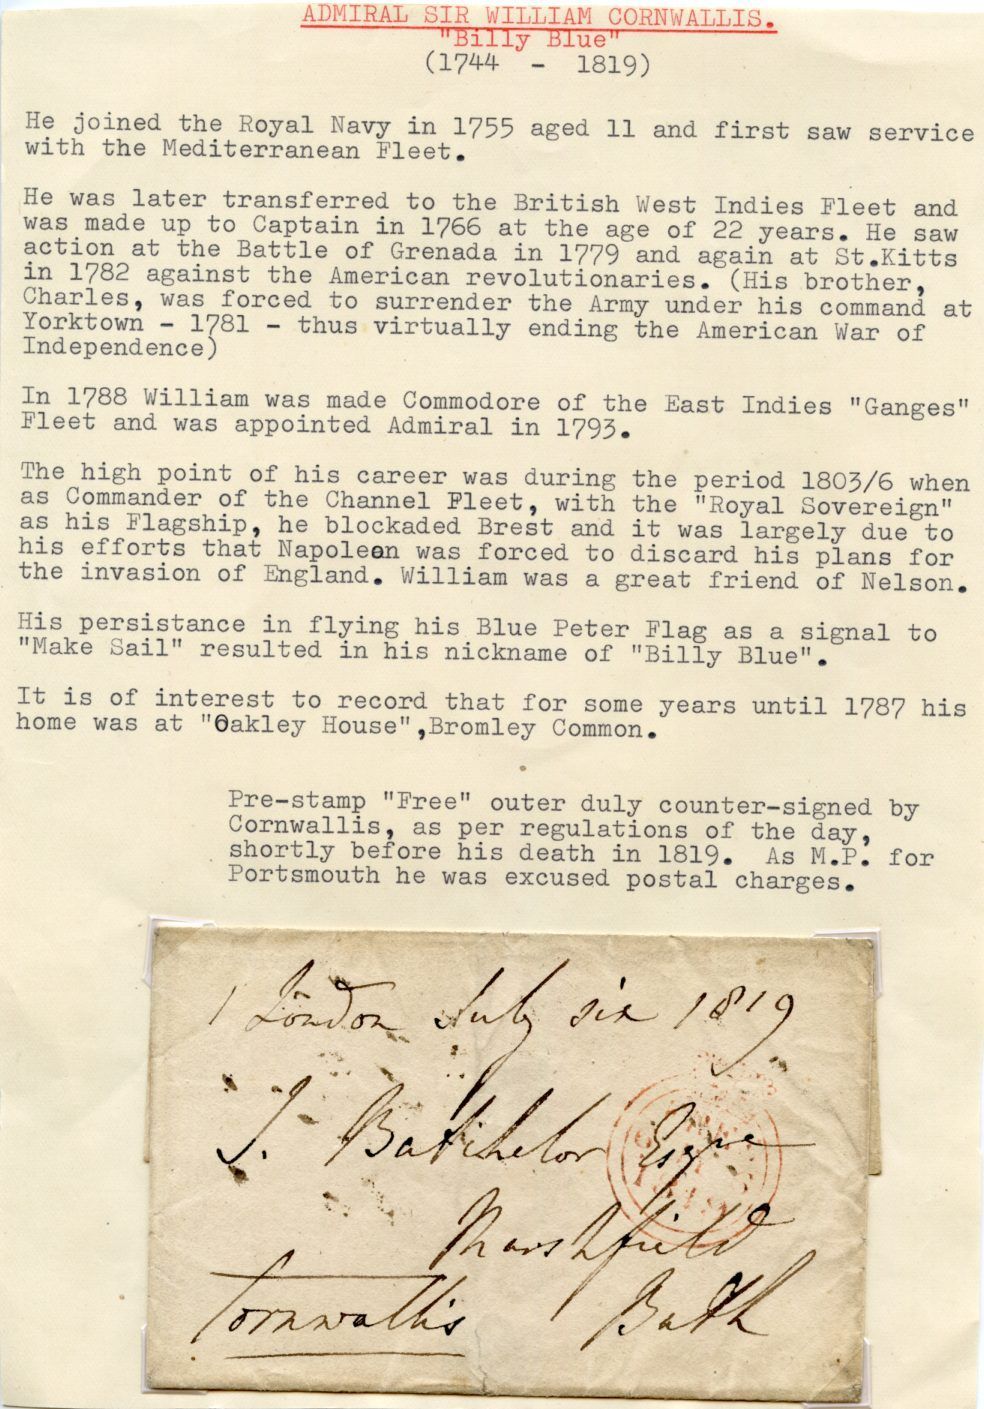 ADMIRAL SIR WILLIAM CORNWALLIS.
"Billy Blue"
(1744 - 1819)
He joined the Royal Navy in 1755 aged 11 and first saw service
with the Mediterranean Fleet.
He was later transferred to the British West Indies Fleet and
was made up to Captain in 1766 at the age of 22 years. He saw
action at the Battle of Grenada in 1779 and again at St.Kitts
in 1782 against the American revolutionaries. (His brother,
Charles, was forced to surrender the Army under his command at
Yorktown - 1781 - thus virtually ending the American War of
Independence)
In 1788 William was made Commodore of the East Indies "Ganges"
Fleet and was appointed Admiral in 1793.
The high point of his career was during the period 1803/6 when
as Commander of the Channel Fleet, with the "Royal Sovereign"
as his Flagship, he blockaded Brest and it was largely due to
his efforts that Napoleon was forced to discard his plans for
the invasion of England. William was a great friend of Nelson.
His persistance in flying his Blue Peter Flag as a signal to
"Make Sail" resulted in his nickname of "Billy Blue".
It is of interest to record that for some years until 1787 his
home was at "Oakley House",Bromley Common.
Pre-stamp "Free" outer duly counter-signed by
Cornwallis, as per regulations of the day,
shortly before his death in 1819. As M.P. for
Portsmouth he was excused postal charges.
London July six 1819
J. Batchelor Esqre
Marshfield
Cornwallis Bath